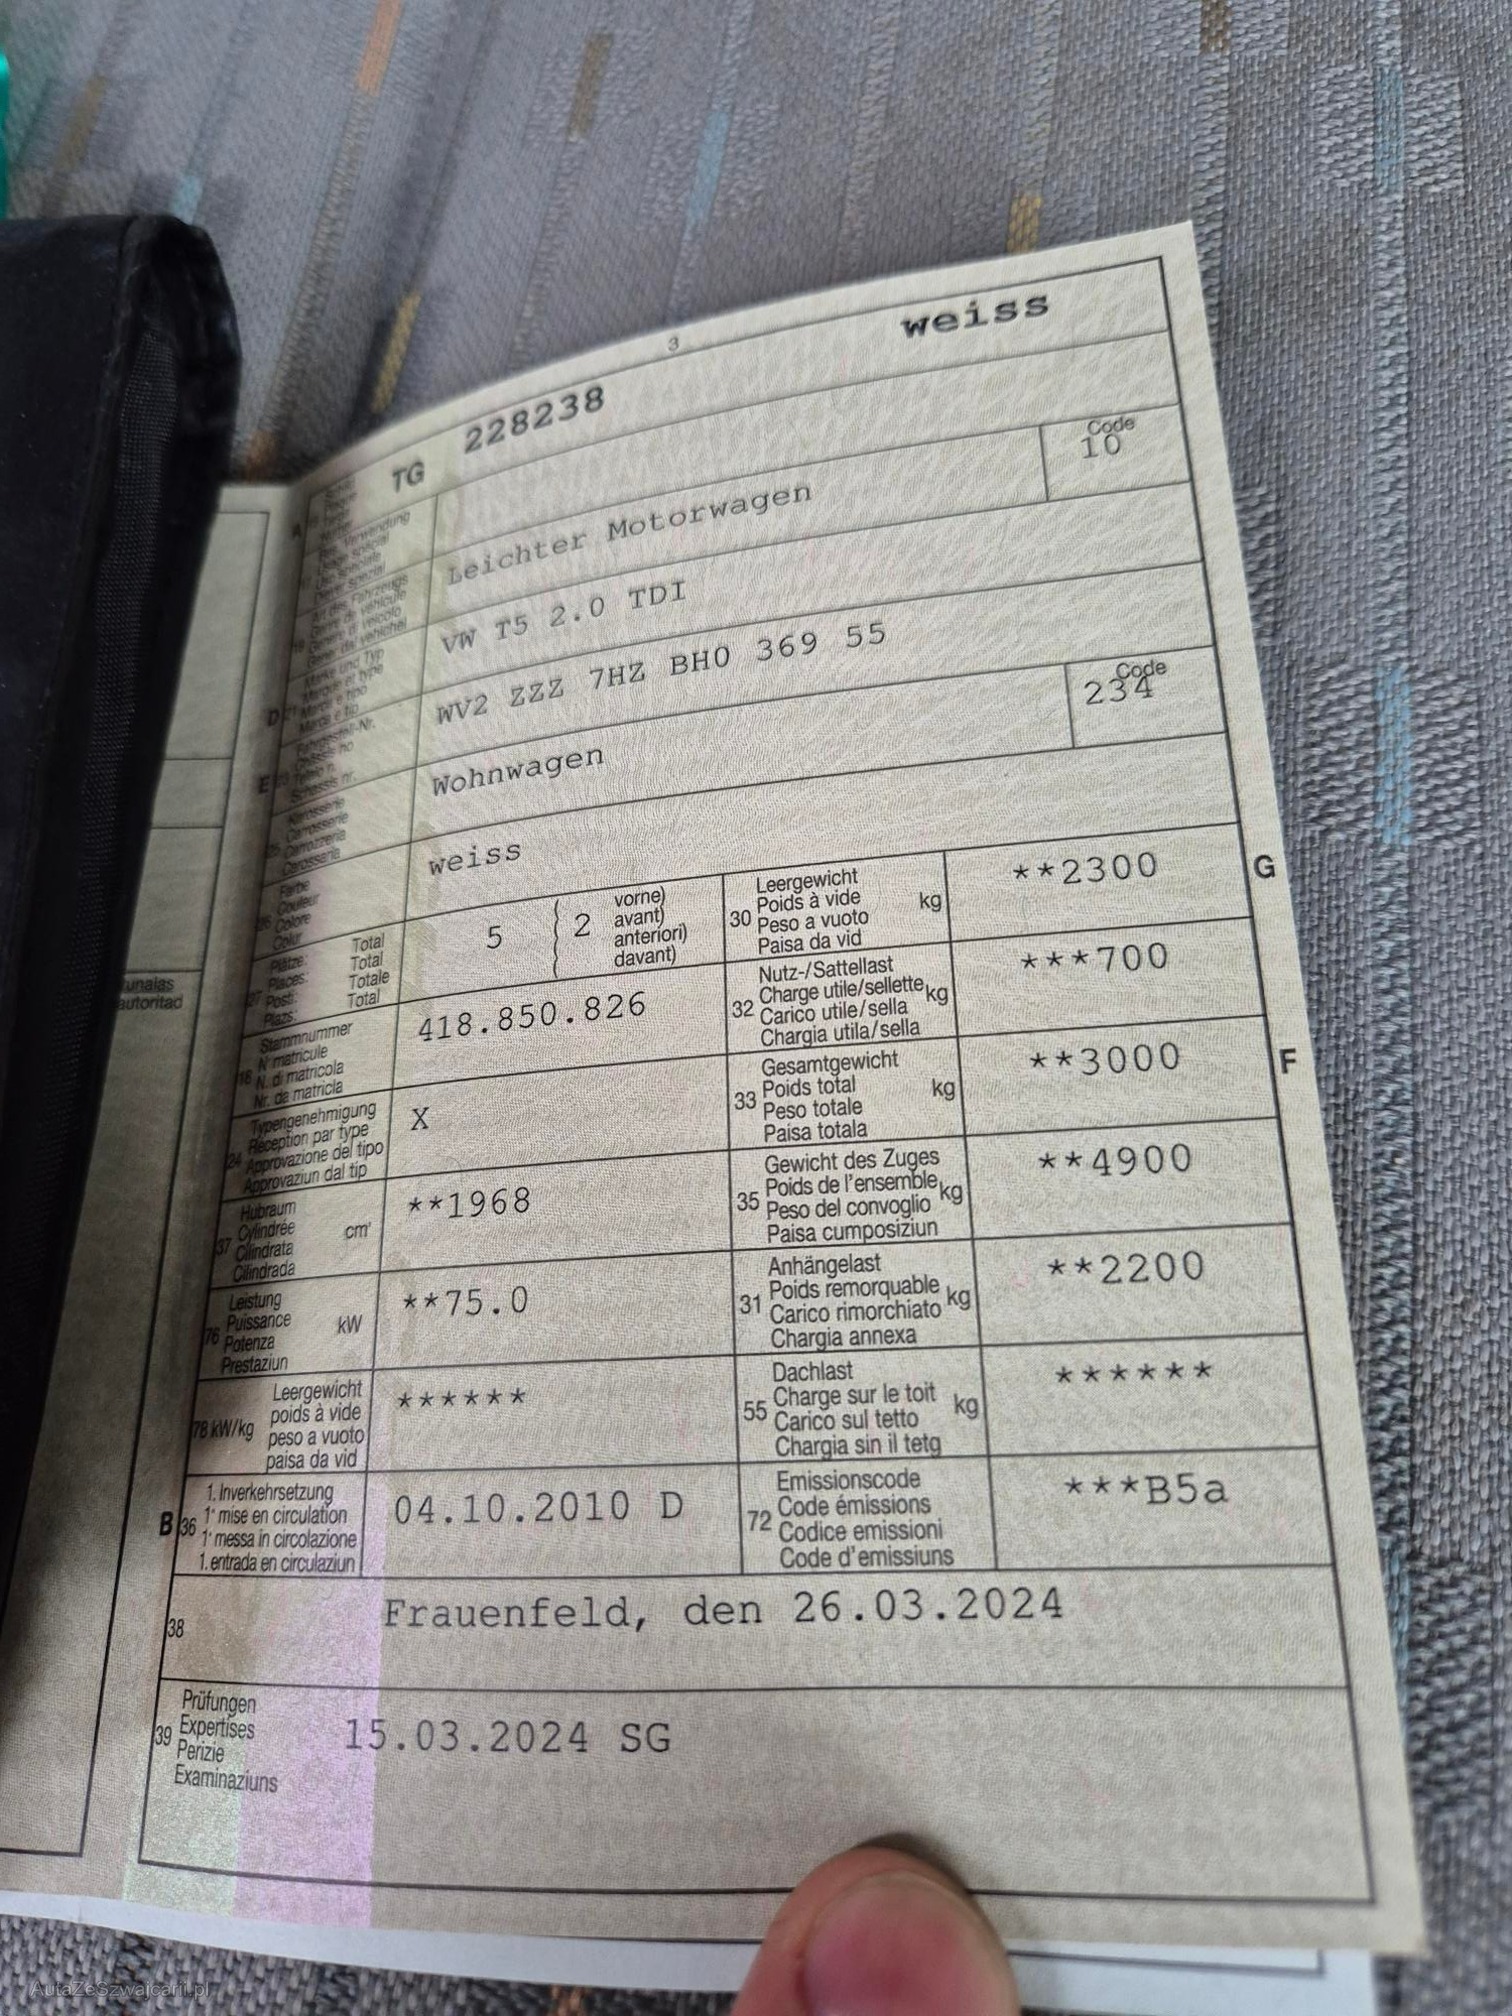 3
TG 228238 weiss
Leichter Motorwagen
Code
10
VW T5 2.0 TDI
D
WV2 ZZZ 7HZ BH0 369 55
E
Wohnwagen
Code
234
weiss
Farbe
Couleur
Colore
Colur
Plätze:
Places:
Posti:
Plazs:
Total
Total
Totale
Total
5
2
vorne)
avant)
anteriori)
davant)
30 Leergewicht
Poids à vide
Peso a vuoto
Paisa da vid
kg
**2300
G
18 Stammnummer
N° matricule
N. di matricola
Nr. da matricla
418.850.826
32 Nutz-/Sattellast
Charge utile/sellette
Carico utile/sella
Chargia utila/sella
kg
***700
24 Typengenehmigung
Réception par type
Approvazione del tipo
Approvaziun dal tip
X
33 Gesamtgewicht
Poids total
Peso totale
Paisa totala
kg
**3000
F
37 Hubraum
Cylindrée
Cilindrata
Cilindrada
cm³
**1968
35 Gewicht des Zuges
Poids de l'ensemble
Peso del convoglio
Paisa cumposiziun
kg
**4900
76 Leistung
Puissance
Potenza
Prestaziun
kW
**75.0
31 Anhängelast
Poids remorquable
Carico rimorchiato
Chargia annexa
kg
**2200
78 kW/kg
Leergewicht
poids à vide
peso a vuoto
paisa da vid
******
55 Dachlast
Charge sur le toit
Carico sul tetto
Chargia sin il tetg
kg
******
B 36 1. Inverkehrsetzung
1ʳᵉ mise en circulation
1ª messa in circolazione
1. entrada en circulaziun
04.10.2010 D
72 Emissionscode
Code émissions
Codice emissioni
Code d'emissiuns
***B5a
38 Frauenfeld, den 26.03.2024
39 Prüfungen
Expertises
Perizie
Examinaziuns
15.03.2024 SG
AutaZeSzwajcarii.pl